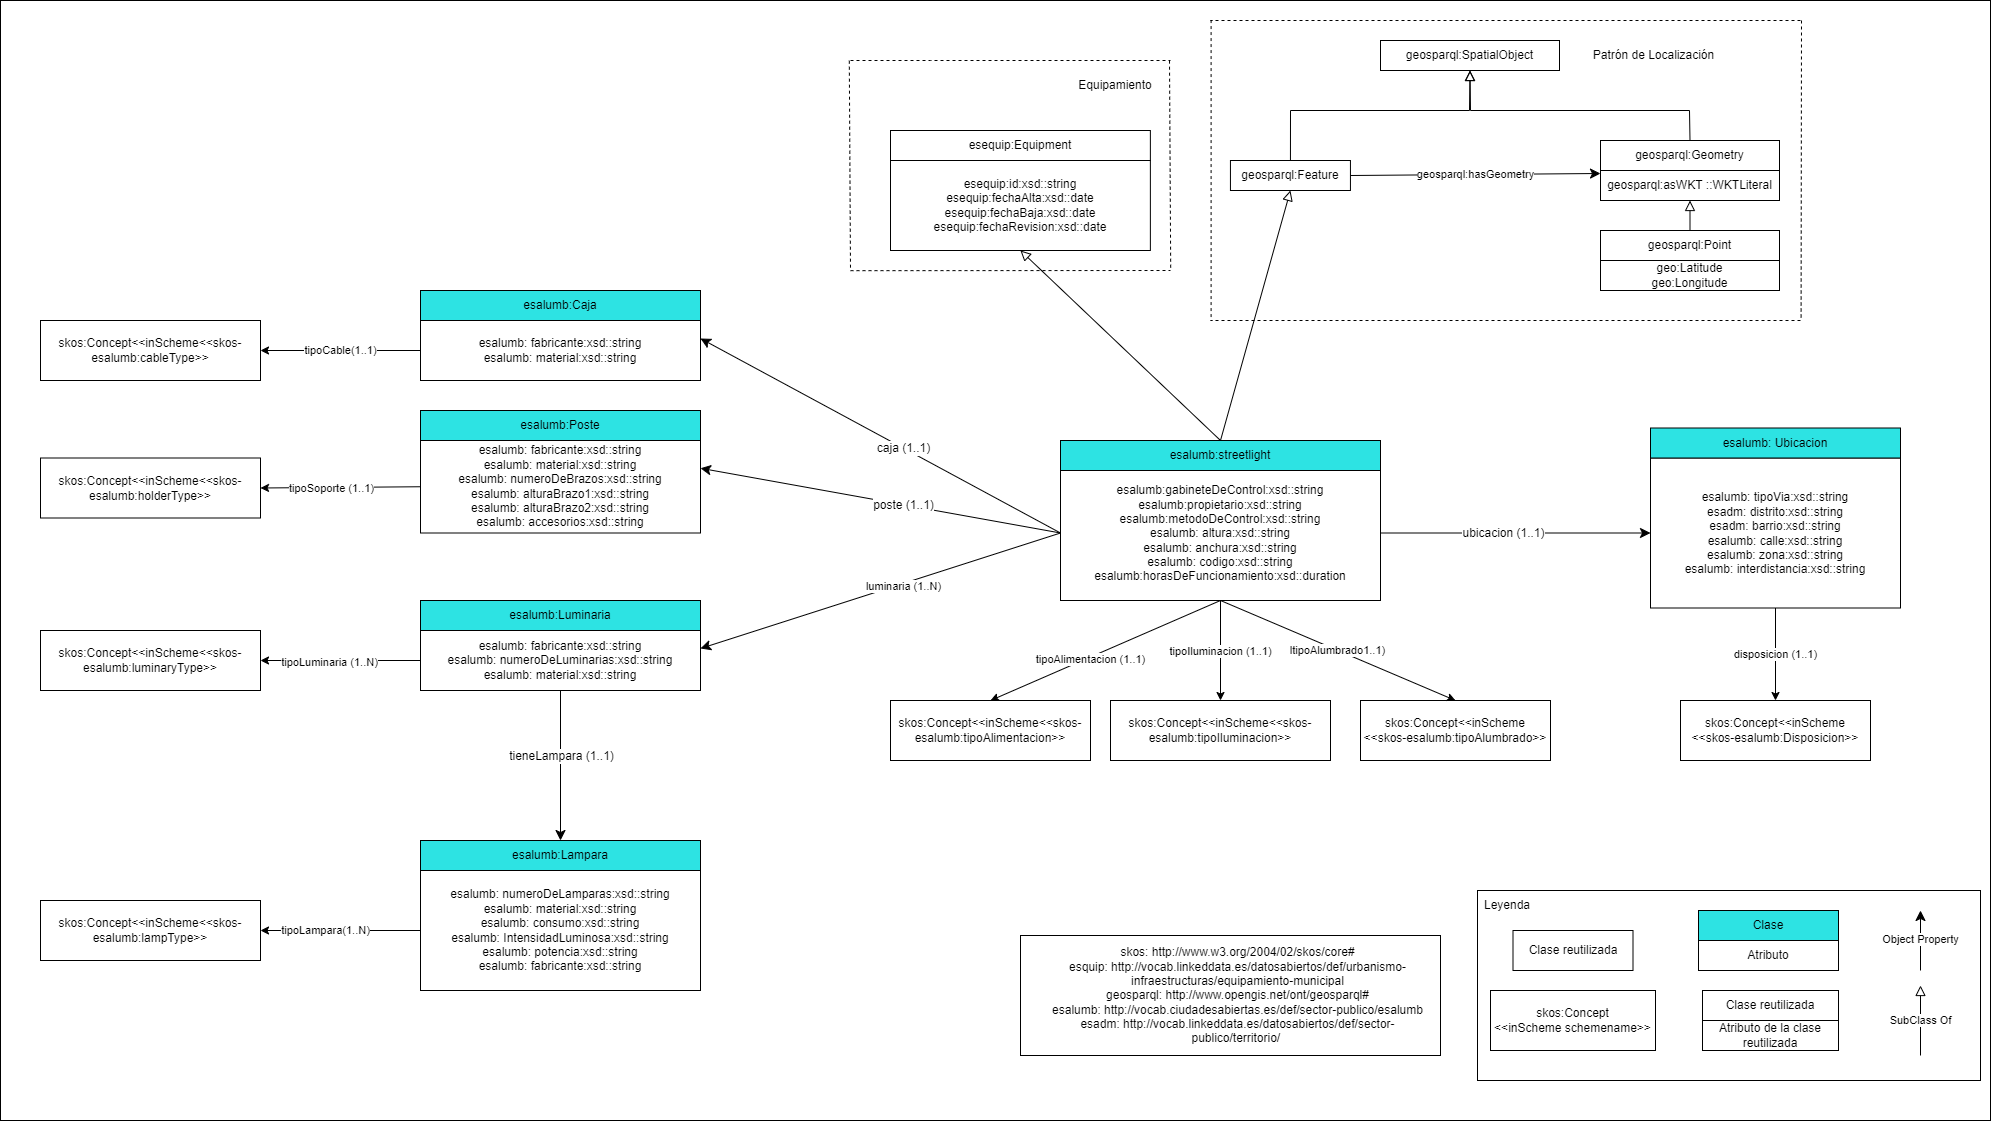 geosparql:SpatialObject
Patrón de Localización
Equipamiento
esequip:Equipment
esequip:id:xsd::string
esequip:fechaAlta:xsd::date
esequip:fechaBaja:xsd::date
esequip:fechaRevision:xsd::date
geosparql:Feature
geosparql:hasGeometry
geosparql:Geometry
geosparql:asWKT ::WKTLiteral
geosparql:Point
geo:Latitude
geo:Longitude
esalumb:Caja
esalumb: fabricante:xsd::string
esalumb: material:xsd::string
tipoCable(1..1)
skos:Concept<<inScheme<<skos-
esalumb:cableType>>
esalumb:Poste
esalumb: fabricante:xsd::string
esalumb: material:xsd::string
esalumb: numeroDeBrazos:xsd::string
esalumb: alturaBrazo1:xsd::string
esalumb: alturaBrazo2:xsd::string
esalumb: accesorios:xsd::string
tipoSoporte (1..1)
skos:Concept<<inScheme<<skos-
esalumb:holderType>>
caja (1..1)
poste (1..1)
luminaria (1..N)
esalumb:streetlight
esalumb:gabineteDeControl:xsd::string
esalumb:propietario:xsd::string
esalumb:metodoDeControl:xsd::string
esalumb: altura:xsd::string
esalumb: anchura:xsd::string
esalumb: codigo:xsd::string
esalumb:horasDeFuncionamiento:xsd::duration
ubicacion (1..1)
esalumb: Ubicacion
esalumb: tipoVia:xsd::string
esadm: distrito:xsd::string
esadm: barrio:xsd::string
esalumb: calle:xsd::string
esalumb: zona:xsd::string
esalumb: interdistancia:xsd::string
esalumb:Luminaria
esalumb: fabricante:xsd::string
esalumb: numeroDeLuminarias:xsd::string
esalumb: material:xsd::string
tipoLuminaria (1..N)
skos:Concept<<inScheme<<skos-
esalumb:luminaryType>>
tipoAlimentacion (1..1)
tipoIluminacion (1..1)
ltipoAlumbrado1..1)
disposicion (1..1)
skos:Concept<<inScheme<<skos-
esalumb:tipoAlimentacion>>
skos:Concept<<inScheme<<skos-
esalumb:tipoIluminacion>>
skos:Concept<<inScheme
<<skos-esalumb:tipoAlumbrado>>
skos:Concept<<inScheme
<<skos-esalumb:Disposicion>>
tieneLampara (1..1)
esalumb:Lampara
esalumb: numeroDeLamparas:xsd::string
esalumb: material:xsd::string
esalumb: consumo:xsd::string
esalumb: IntensidadLuminosa:xsd::string
esalumb: potencia:xsd::string
esalumb: fabricante:xsd::string
tipoLampara(1..N)
skos:Concept<<inScheme<<skos-
esalumb:lampType>>
skos: http://www.w3.org/2004/02/skos/core#
esquip: http://vocab.linkeddata.es/datosabiertos/def/urbanismo-
infraestructuras/equipamiento-municipal
geosparql: http://www.opengis.net/ont/geosparql#
esalumb: http://vocab.ciudadesabiertas.es/def/sector-publico/esalumb
esadm: http://vocab.linkeddata.es/datosabiertos/def/sector-
publico/territorio/
Leyenda
Clase reutilizada
Clase
Atributo
Object Property
skos:Concept
<<inScheme schemename>>
Clase reutilizada
Atributo de la clase
reutilizada
SubClass Of